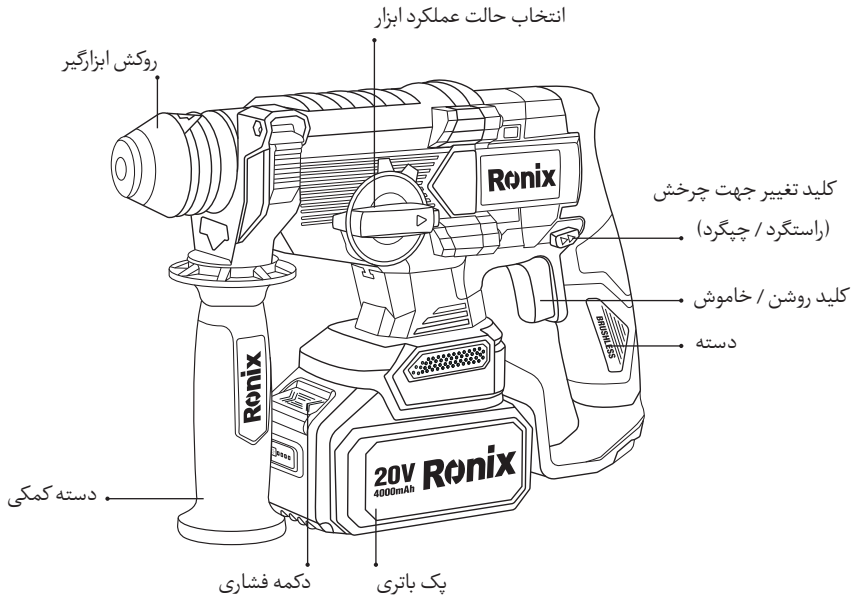 انتخاب حالت عملکرد ابزار
روکش ابزارگیر
Ronix
کلید تغییر جهت چرخش
(راستگرد / چپگرد)
کلید روشن / خاموش
BRUSHLESS
دسته
Ronix
20V
4000mAh
Ronix
دسته کمکی
دکمه فشاری
پک باتری